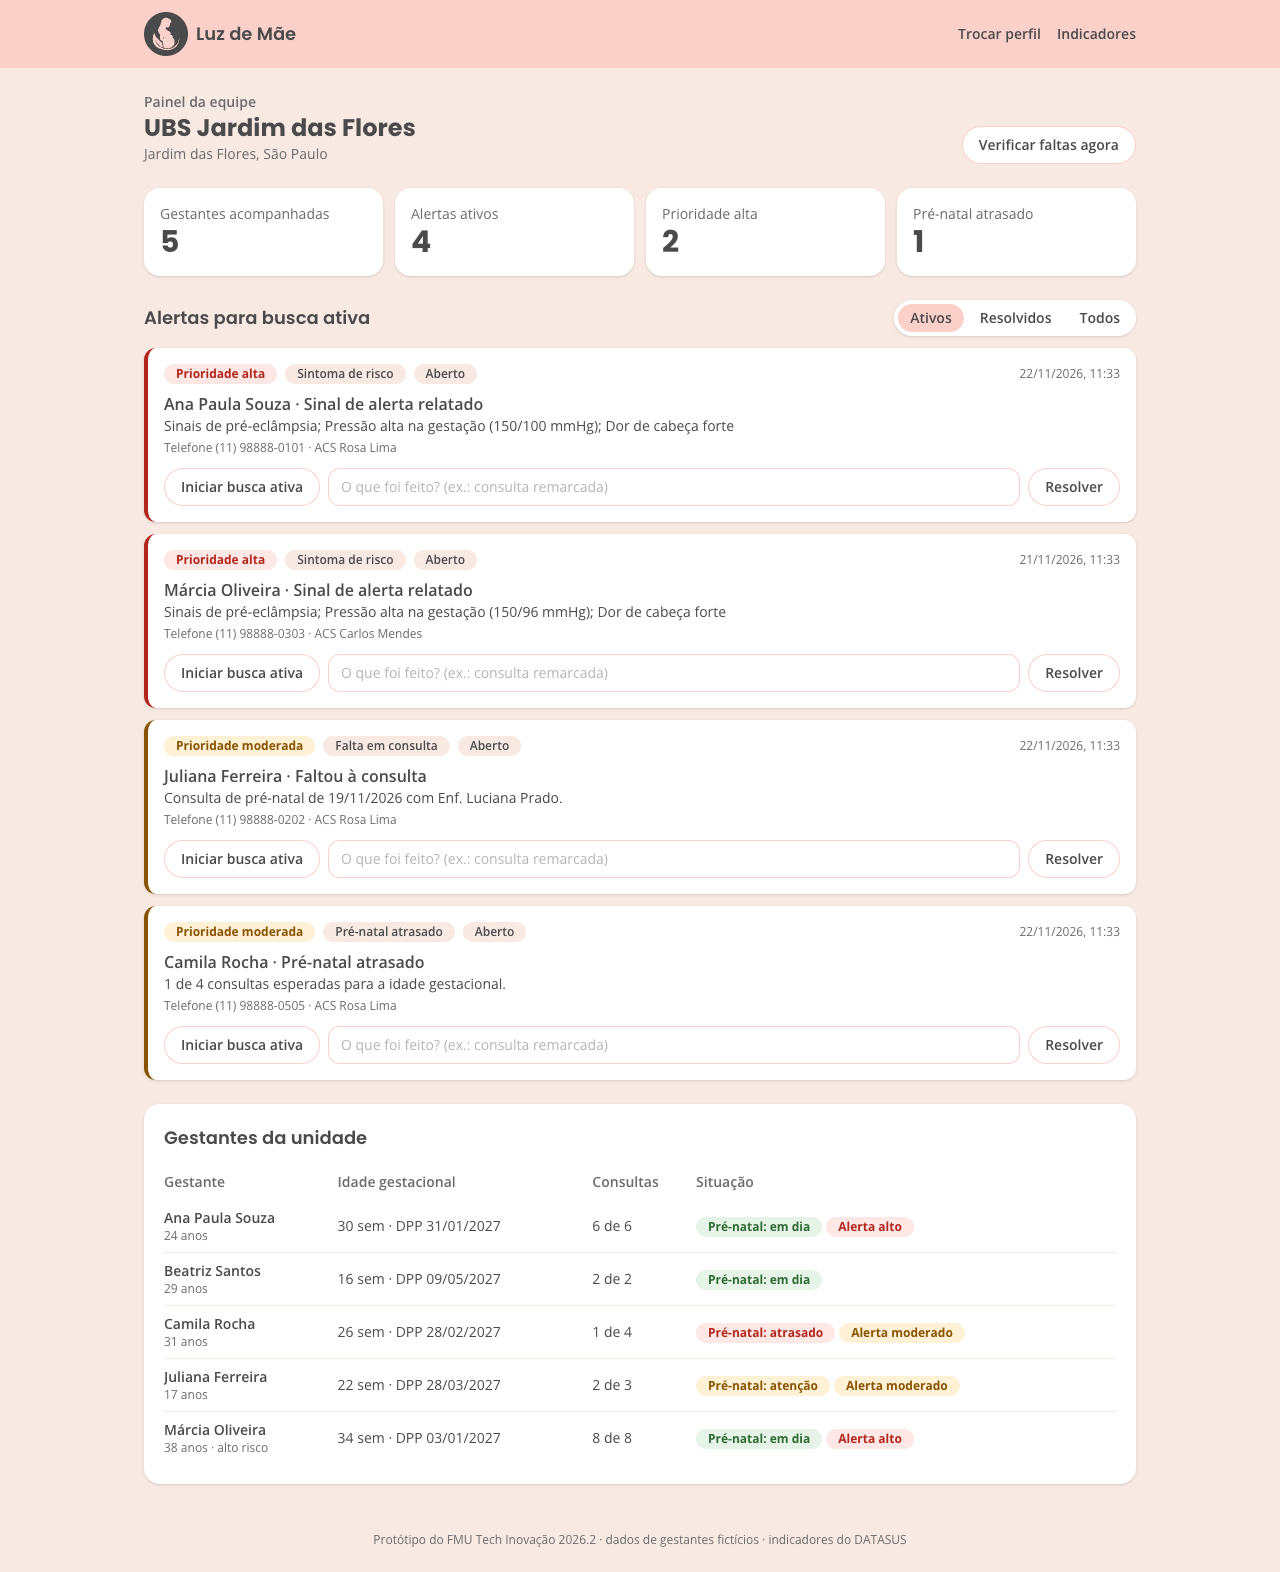 Luz de Mãe
Trocar perfil Indicadores
Painel da equipe
UBS Jardim das Flores
Jardim das Flores, São Paulo
Verificar faltas agora
Gestantes acompanhadas
5
Alertas ativos
4
Prioridade alta
2
Pré-natal atrasado
1
Alertas para busca ativa
Ativos Resolvidos Todos
Prioridade alta Sintoma de risco Aberto 22/11/2026, 11:33
Ana Paula Souza · Sinal de alerta relatado
Sinais de pré-eclâmpsia; Pressão alta na gestação (150/100 mmHg); Dor de cabeça forte
Telefone (11) 98888-0101 · ACS Rosa Lima
Iniciar busca ativa O que foi feito? (ex.: consulta remarcada) Resolver
Prioridade alta Sintoma de risco Aberto 21/11/2026, 11:33
Márcia Oliveira · Sinal de alerta relatado
Sinais de pré-eclâmpsia; Pressão alta na gestação (150/96 mmHg); Dor de cabeça forte
Telefone (11) 98888-0303 · ACS Carlos Mendes
Iniciar busca ativa O que foi feito? (ex.: consulta remarcada) Resolver
Prioridade moderada Falta em consulta Aberto 22/11/2026, 11:33
Juliana Ferreira · Faltou à consulta
Consulta de pré-natal de 19/11/2026 com Enf. Luciana Prado.
Telefone (11) 98888-0202 · ACS Rosa Lima
Iniciar busca ativa O que foi feito? (ex.: consulta remarcada) Resolver
Prioridade moderada Pré-natal atrasado Aberto 22/11/2026, 11:33
Camila Rocha · Pré-natal atrasado
1 de 4 consultas esperadas para a idade gestacional.
Telefone (11) 98888-0505 · ACS Rosa Lima
Iniciar busca ativa O que foi feito? (ex.: consulta remarcada) Resolver
Gestantes da unidade
Gestante Idade gestacional Consultas Situação
Ana Paula Souza
24 anos
30 sem · DPP 31/01/2027 6 de 6 Pré-natal: em dia Alerta alto
Beatriz Santos
29 anos
16 sem · DPP 09/05/2027 2 de 2 Pré-natal: em dia
Camila Rocha
31 anos
26 sem · DPP 28/02/2027 1 de 4 Pré-natal: atrasado Alerta moderado
Juliana Ferreira
17 anos
22 sem · DPP 28/03/2027 2 de 3 Pré-natal: atenção Alerta moderado
Márcia Oliveira
38 anos · alto risco
34 sem · DPP 03/01/2027 8 de 8 Pré-natal: em dia Alerta alto
Protótipo do FMU Tech Inovação 2026.2 · dados de gestantes fictícios · indicadores do DATASUS